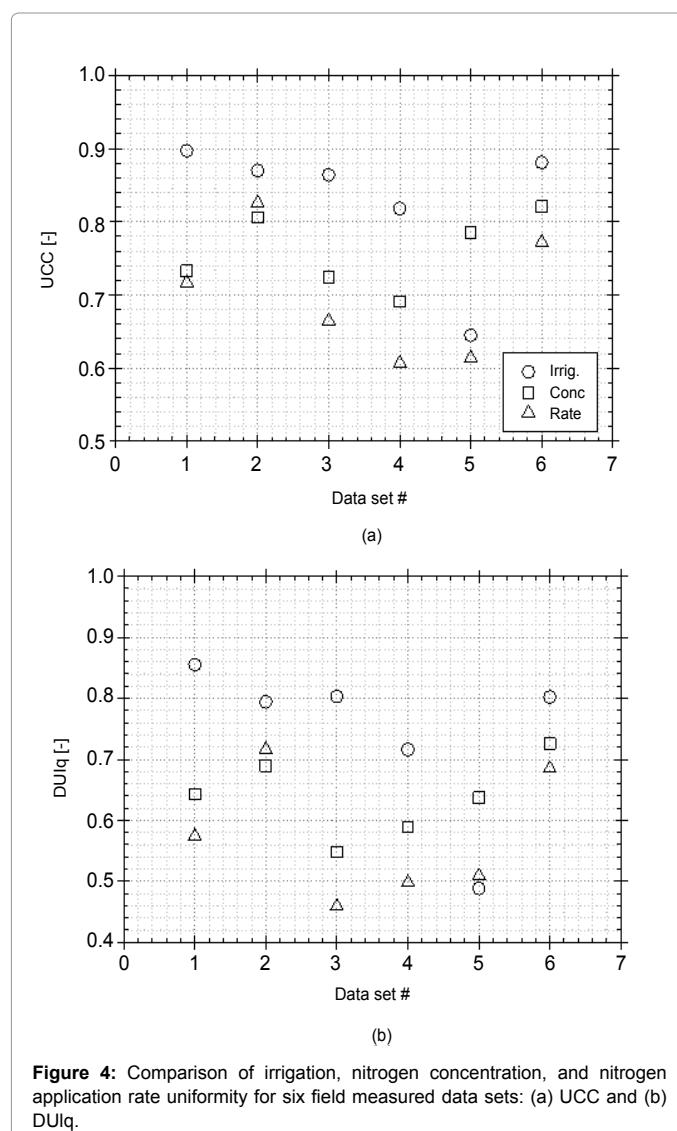 1.0
0.9
0.8
0.7
0.6
0.5
UCC [-]
Irrig.
Conc
Rate
0 1 2 3 4 5 6 7
Data set #
(a)
1.0
0.9
0.8
0.7
0.6
0.5
0.4
DUlq [-]
0 1 2 3 4 5 6 7
Data set #
(b)
Figure 4: Comparison of irrigation, nitrogen concentration, and nitrogen
application rate uniformity for six field measured data sets: (a) UCC and (b)
DUlq.